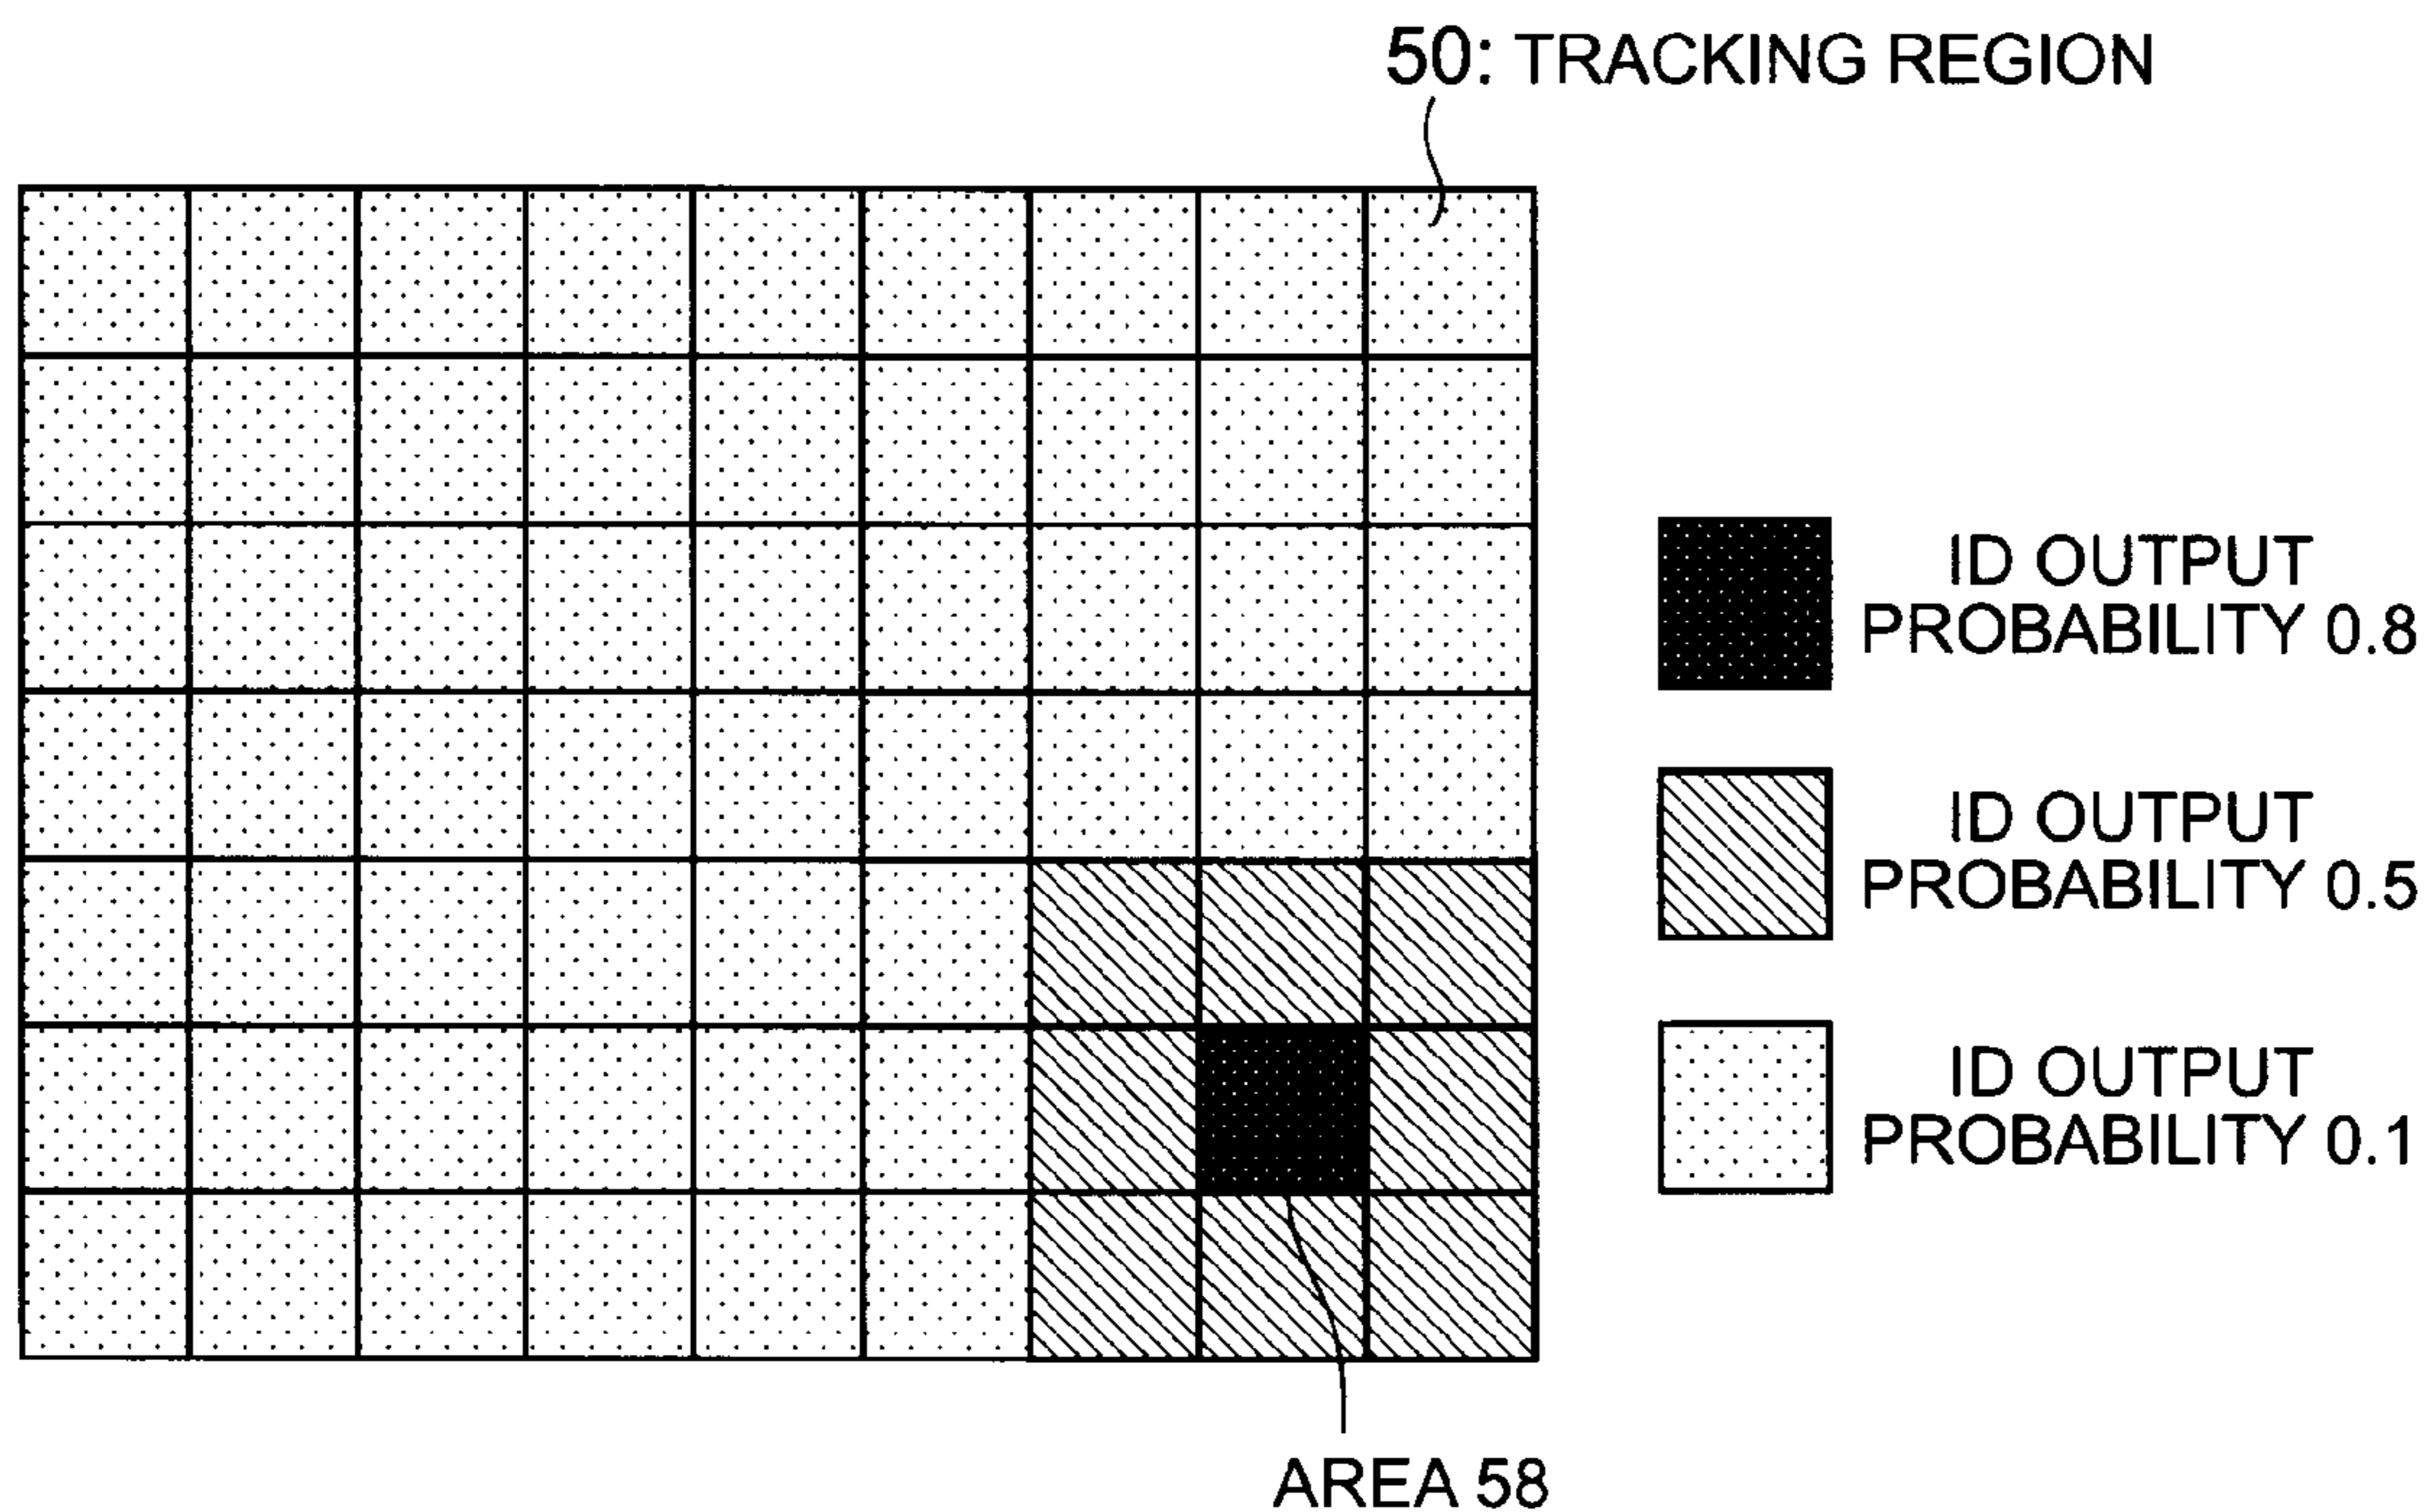 50: TRACKING REGION
ID OUTPUT
PROBABILITY 0.8
ID OUTPUT
PROBABILITY 0.5
ID OUTPUT
PROBABILITY 0.1
AREA 58